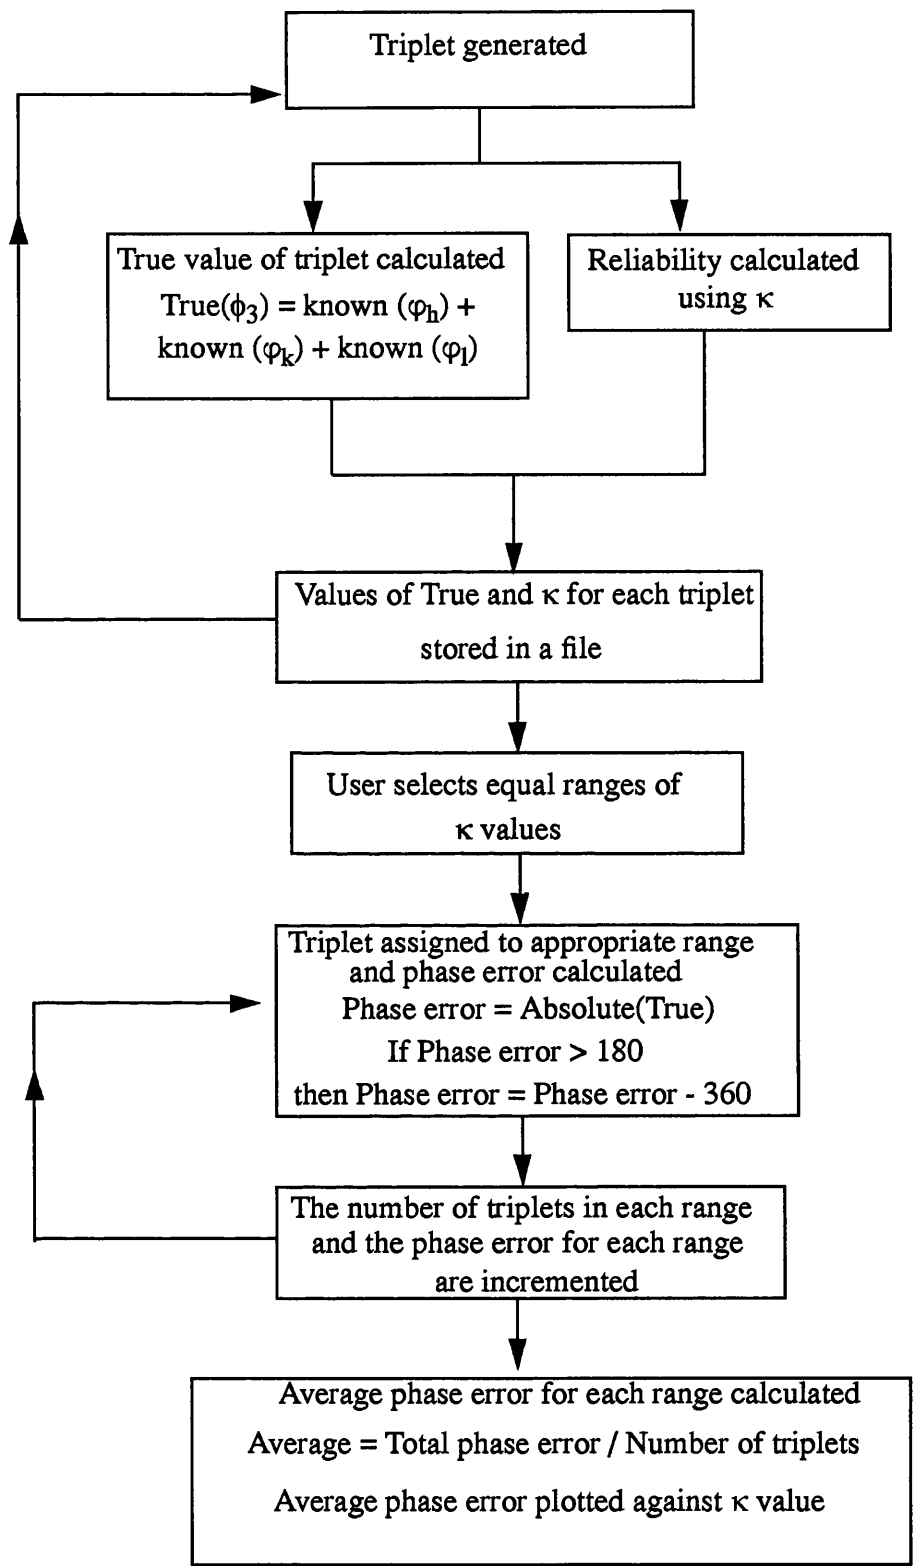 Triplet generated
True value of triplet calculated
True(ϕ₃) = known (φₕ) +
known (φₖ) + known (φₗ)
Reliability calculated
using κ
Values of True and κ for each triplet
stored in a file
User selects equal ranges of
κ values
Triplet assigned to appropriate range
and phase error calculated
Phase error = Absolute(True)
If Phase error > 180
then Phase error = Phase error - 360
The number of triplets in each range
and the phase error for each range
are incremented
Average phase error for each range calculated
Average = Total phase error / Number of triplets
Average phase error plotted against κ value